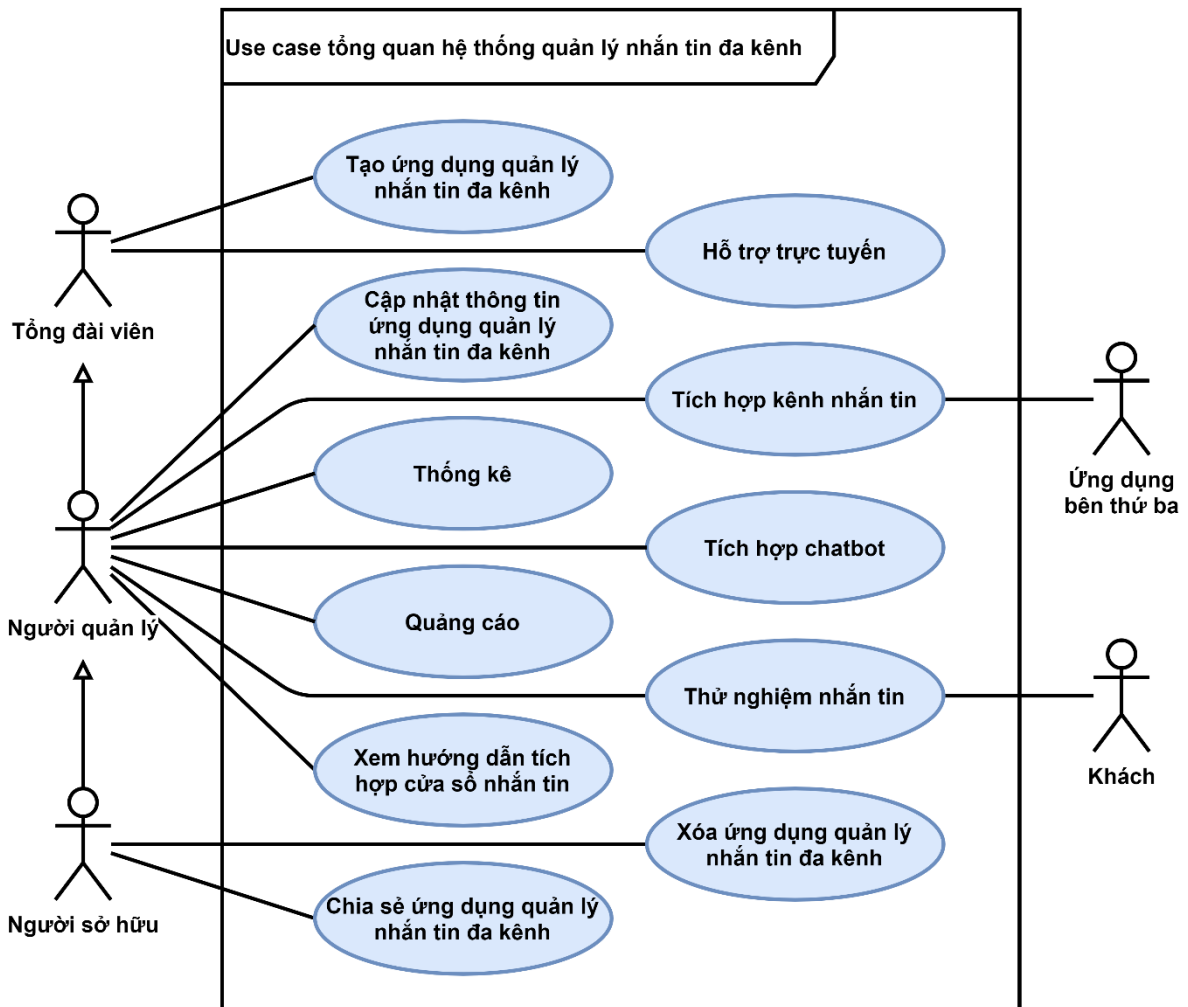 Use case tổng quan hệ thống quản lý nhắn tin đa kênh
Tạo ứng dụng quản lý
nhắn tin đa kênh
Hỗ trợ trực tuyến
Tổng đài viên
Cập nhật thông tin
ứng dụng quản lý
nhắn tin đa kênh
Tích hợp kênh nhắn tin
Ứng dụng
bên thứ ba
Thống kê
Tích hợp chatbot
Người quản lý
Quảng cáo
Thử nghiệm nhắn tin
Khách
Xem hướng dẫn tích
hợp cửa sổ nhắn tin
Xóa ứng dụng quản lý
nhắn tin đa kênh
Người sở hữu
Chia sẻ ứng dụng quản lý
nhắn tin đa kênh